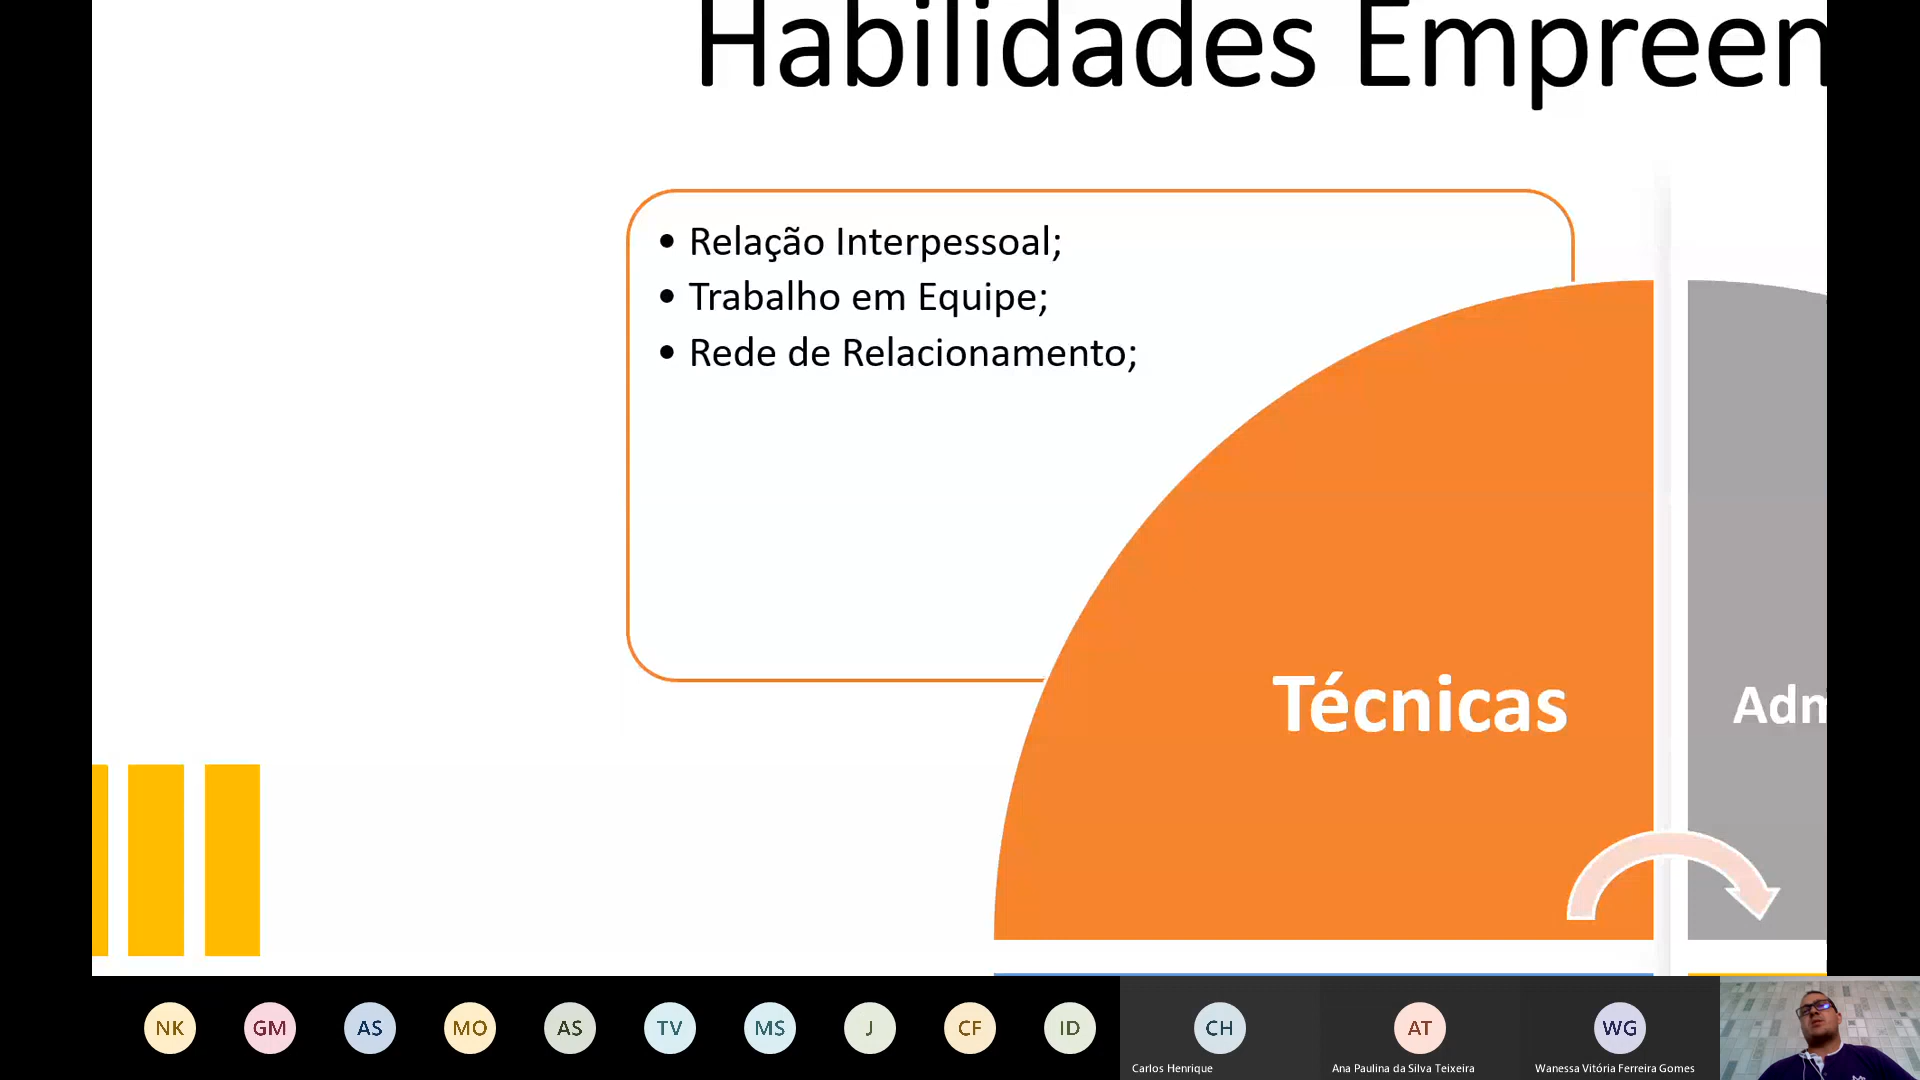 Habilidades Empreen
• Relação Interpessoal;
• Trabalho em Equipe;
• Rede de Relacionamento;
Técnicas
Adm
NK
GM
AS
MO
AS
TV
MS
J
CF
ID
CH
AT
WG
Carlos Henrique
Ana Paulina da Silva Teixeira
Wanessa Vitória Ferreira Gomes